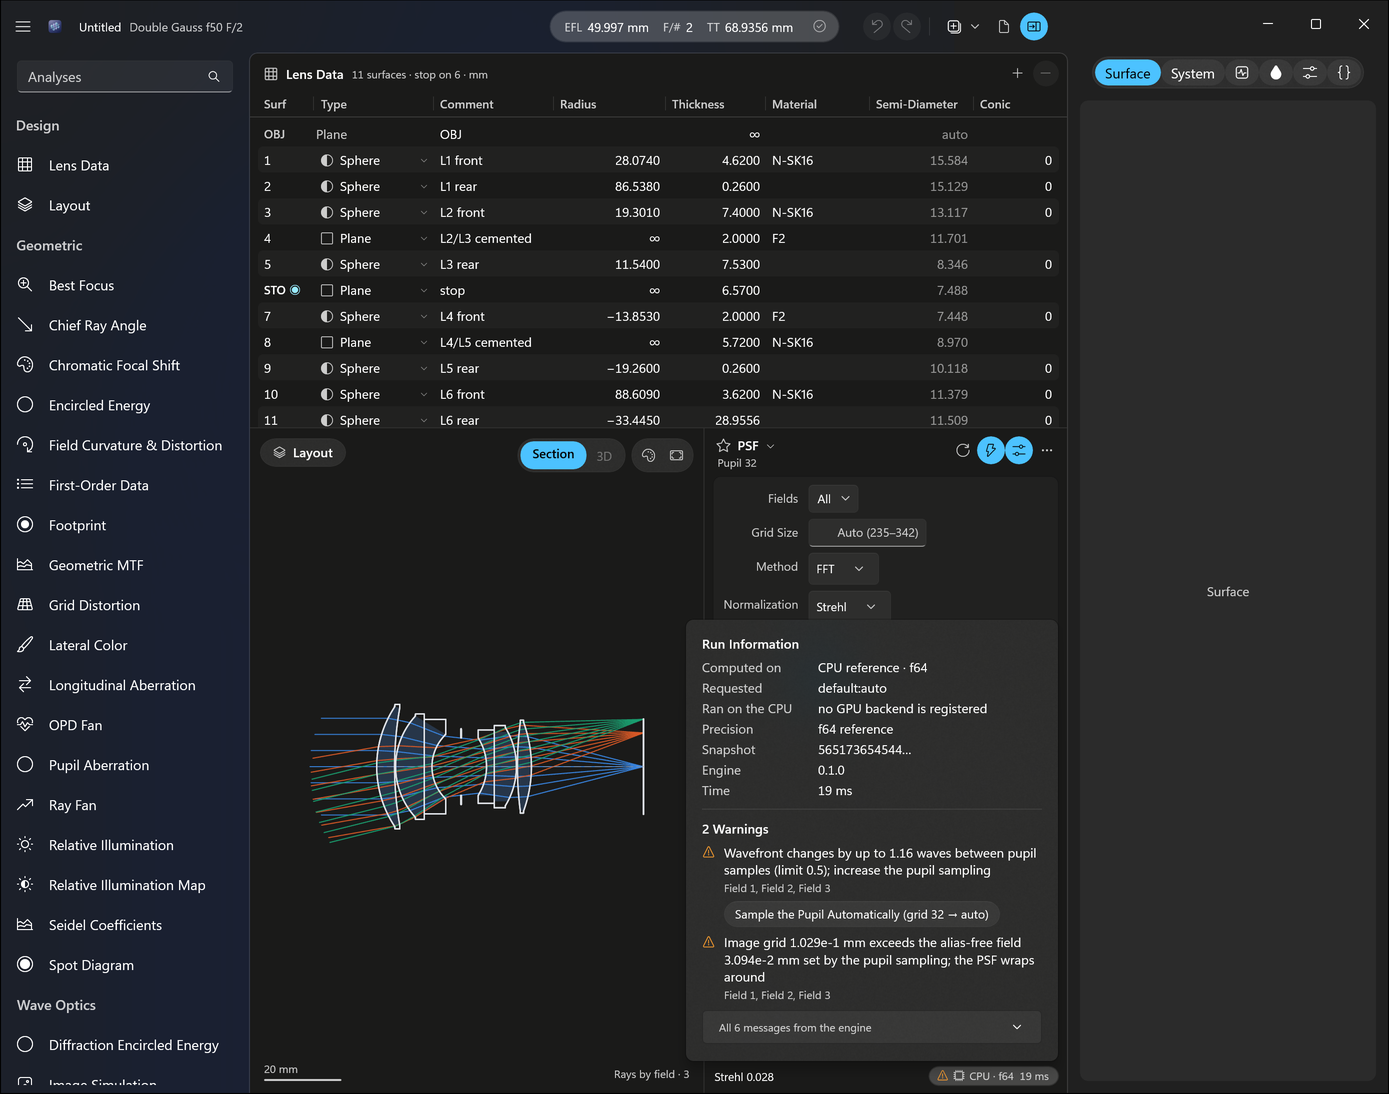 Untitled Double Gauss f50 F/2
EFL 49.997 mm F/# 2 TT 68.9356 mm
Analyses
Design
Lens Data
Layout
Geometric
Best Focus
Chief Ray Angle
Chromatic Focal Shift
Encircled Energy
Field Curvature & Distortion
First-Order Data
Footprint
Geometric MTF
Grid Distortion
Lateral Color
Longitudinal Aberration
OPD Fan
Pupil Aberration
Ray Fan
Relative Illumination
Relative Illumination Map
Seidel Coefficients
Spot Diagram
Wave Optics
Diffraction Encircled Energy
Image Simulation
Lens Data 11 surfaces · stop on 6 · mm
Surf Type Comment Radius Thickness Material Semi-Diameter Conic
OBJ Plane OBJ ∞ auto
1 Sphere L1 front 28.0740 4.6200 N-SK16 15.584 0
2 Sphere L1 rear 86.5380 0.2600 15.129 0
3 Sphere L2 front 19.3010 7.4000 N-SK16 13.117 0
4 Plane L2/L3 cemented ∞ 2.0000 F2 11.701
5 Sphere L3 rear 11.5400 7.5300 8.346 0
STO Plane stop ∞ 6.5700 7.488
7 Sphere L4 front −13.8530 2.0000 F2 7.448 0
8 Plane L4/L5 cemented ∞ 5.7200 N-SK16 8.970
9 Sphere L5 rear −19.2600 0.2600 10.118 0
10 Sphere L6 front 88.6090 3.6200 N-SK16 11.379 0
11 Sphere L6 rear −33.4450 28.9556 11.509 0
Layout
Section 3D
20 mm
Rays by field · 3
PSF
Pupil 32
Fields All
Grid Size Auto (235–342)
Method FFT
Normalization Strehl
Run Information
Computed on CPU reference · f64
Requested default:auto
Ran on the CPU no GPU backend is registered
Precision f64 reference
Snapshot 565173654544...
Engine 0.1.0
Time 19 ms
2 Warnings
Wavefront changes by up to 1.16 waves between pupil
samples (limit 0.5); increase the pupil sampling
Field 1, Field 2, Field 3
Sample the Pupil Automatically (grid 32 → auto)
Image grid 1.029e-1 mm exceeds the alias-free field
3.094e-2 mm set by the pupil sampling; the PSF wraps
around
Field 1, Field 2, Field 3
All 6 messages from the engine
Strehl 0.028
CPU · f64 19 ms
Surface System { }
Surface